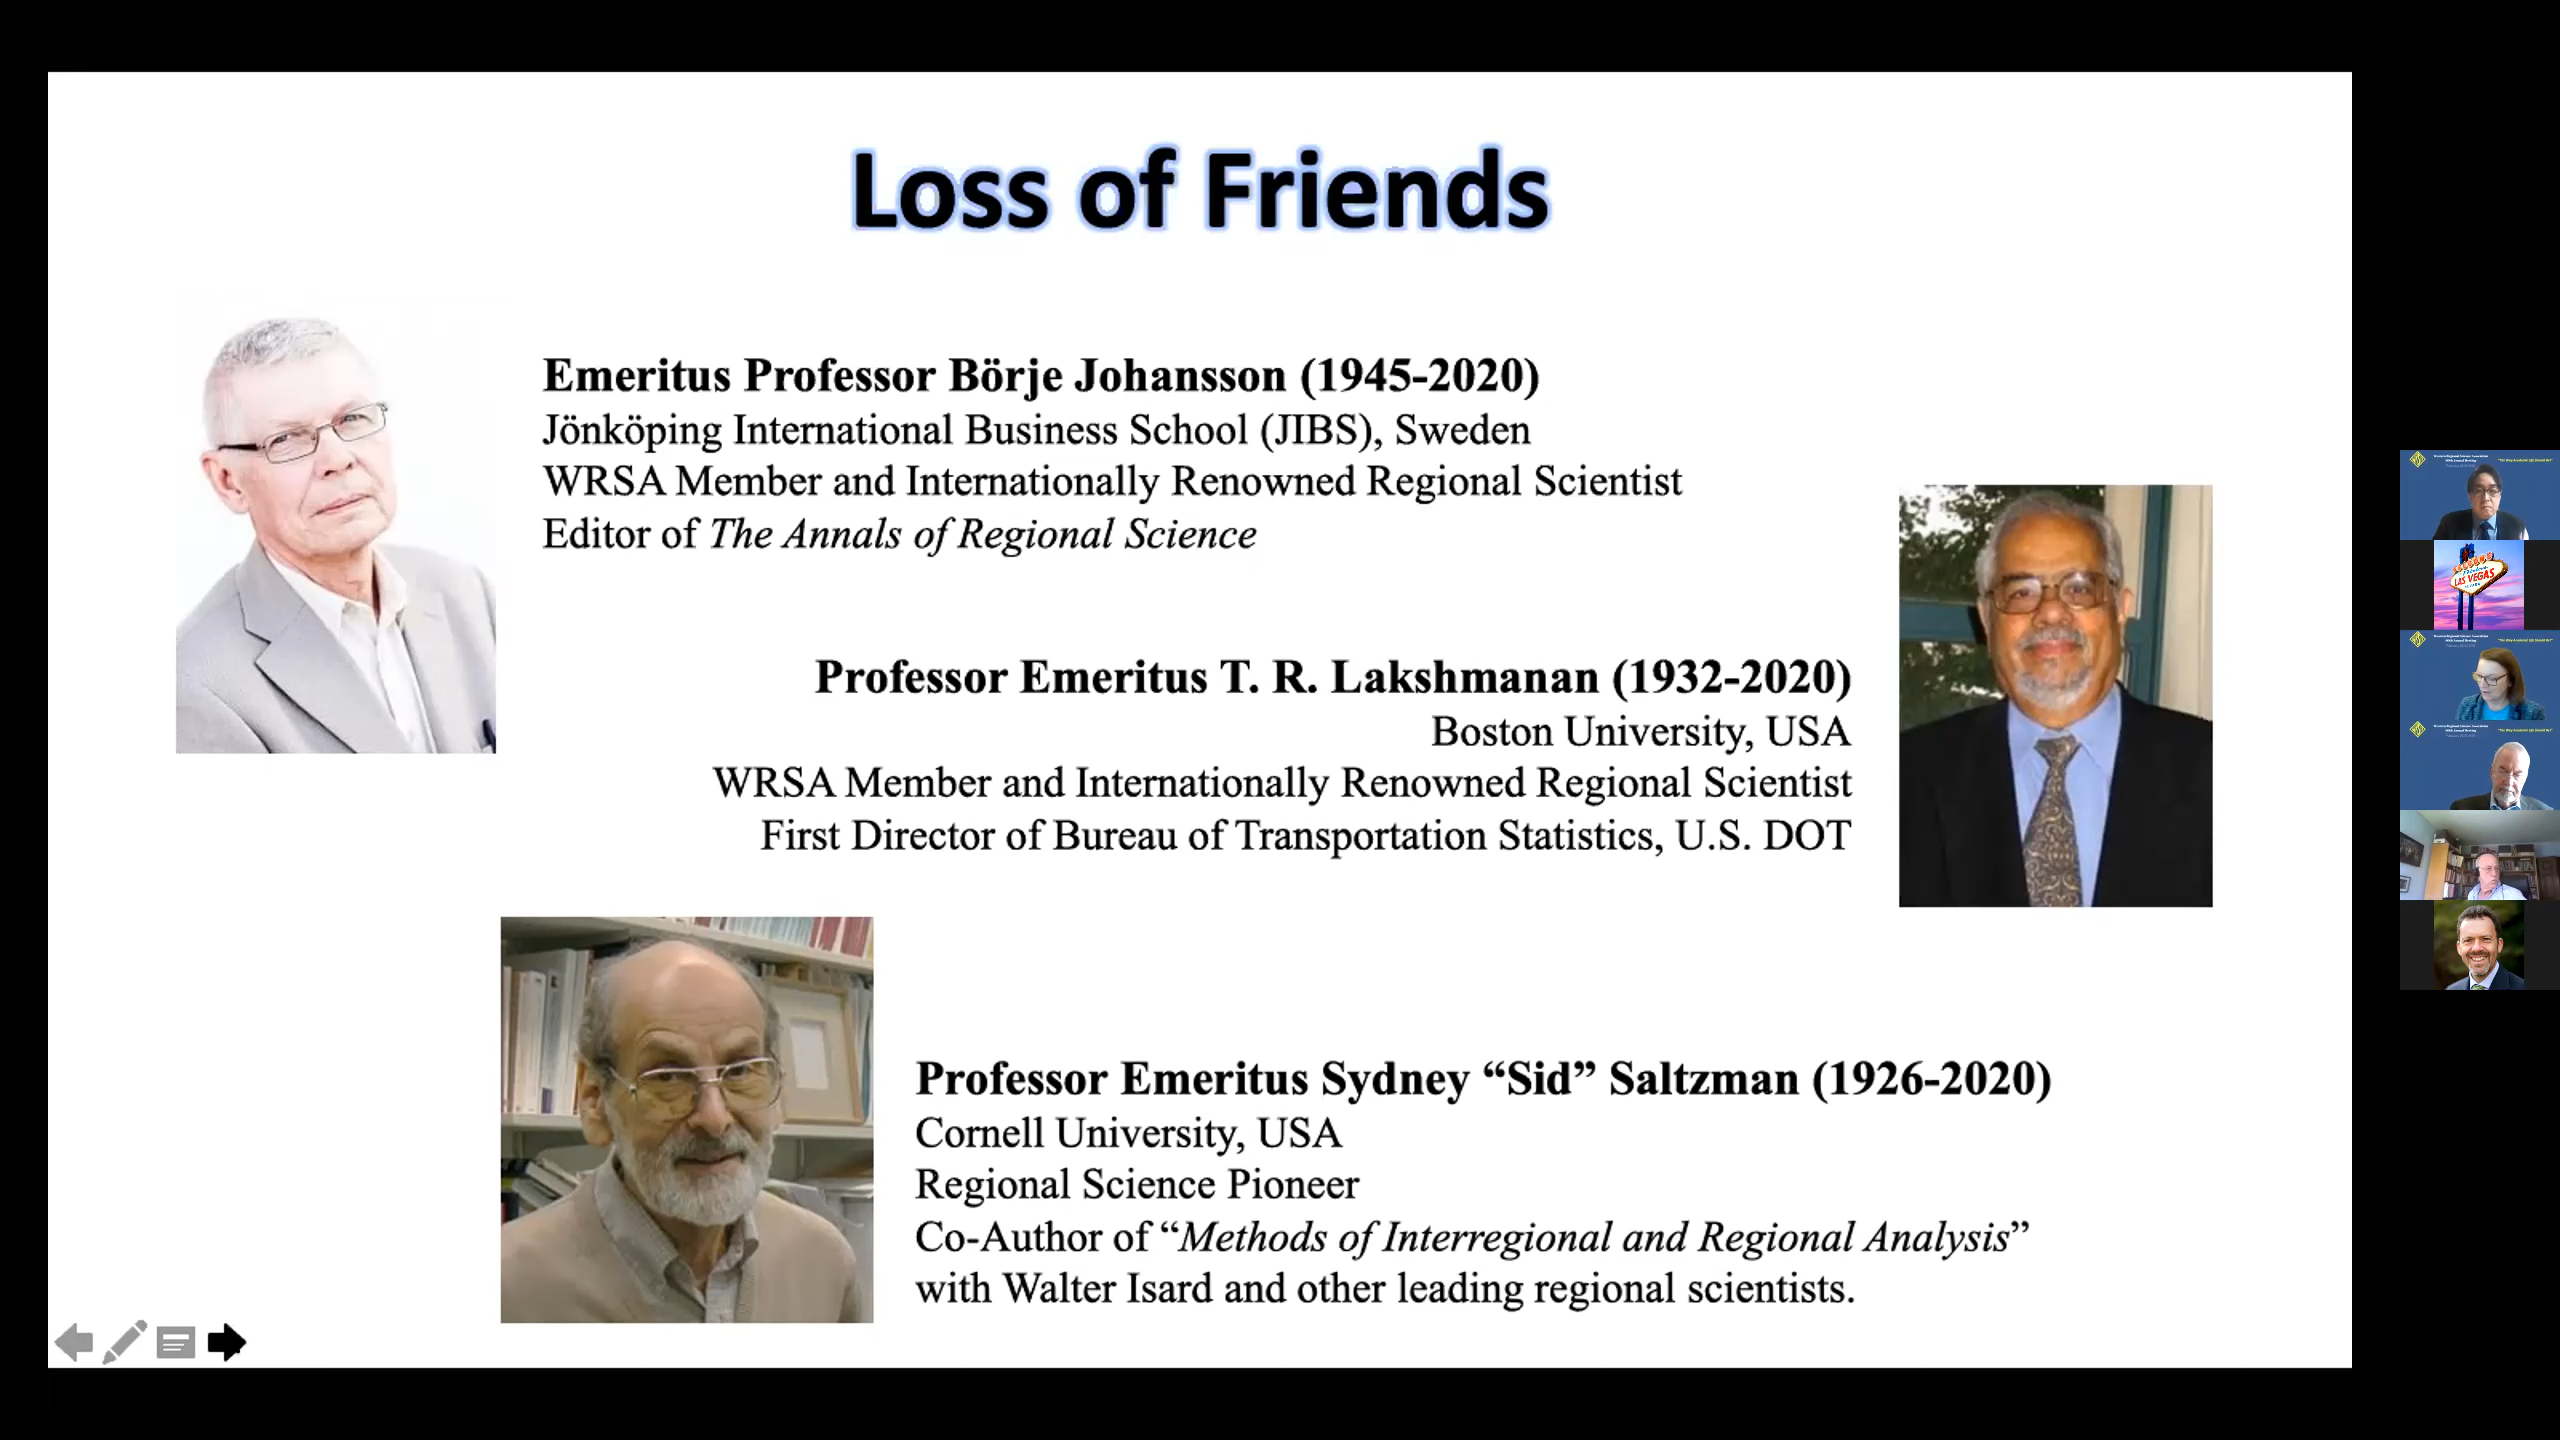 Loss of Friends
Emeritus Professor Börje Johansson (1945-2020)
Jönköping International Business School (JIBS), Sweden
WRSA Member and Internationally Renowned Regional Scientist
Editor of The Annals of Regional Science
Professor Emeritus T. R. Lakshmanan (1932-2020)
Boston University, USA
WRSA Member and Internationally Renowned Regional Scientist
First Director of Bureau of Transportation Statistics, U.S. DOT
Professor Emeritus Sydney “Sid” Saltzman (1926-2020)
Cornell University, USA
Regional Science Pioneer
Co-Author of “Methods of Interregional and Regional Analysis”
with Walter Isard and other leading regional scientists.
LAS VEGAS